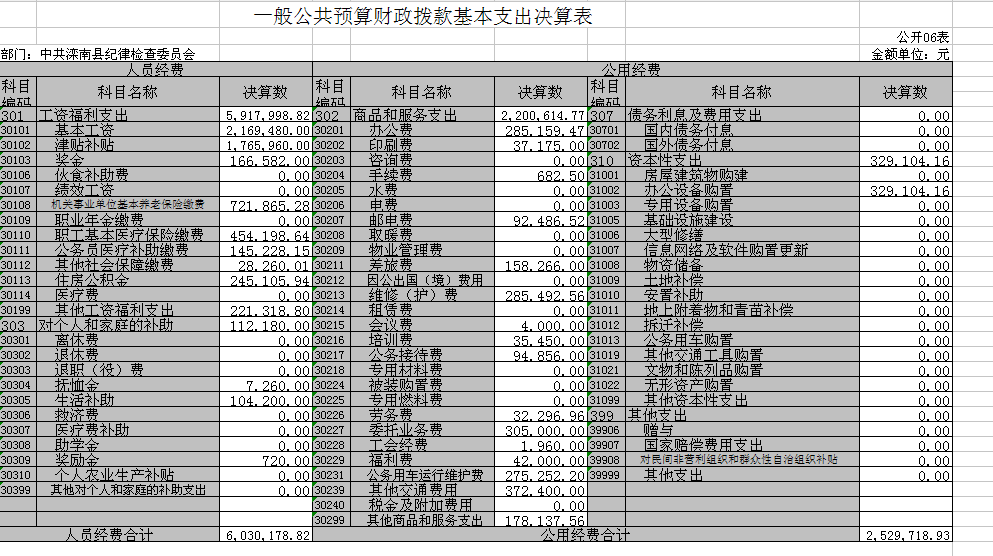 一般公共预算财政拨款基本支出决算表
公开06表
部门：中共滦南县纪律检查委员会 金额单位：元
人员经费 公用经费
科目编码 科目名称 决算数 科目编码 科目名称 决算数 科目编码 科目名称 决算数
301 工资福利支出 5,917,998.82 302 商品和服务支出 2,200,614.77 307 债务利息及费用支出 0.00
30101 基本工资 2,169,480.00 30201 办公费 285,159.47 30701 国内债务付息 0.00
30102 津贴补贴 1,765,960.00 30202 印刷费 37,175.00 30702 国外债务付息 0.00
30103 奖金 166,582.00 30203 咨询费 0.00 310 资本性支出 329,104.16
30106 伙食补助费 0.00 30204 手续费 682.50 31001 房屋建筑物购建 0.00
30107 绩效工资 0.00 30205 水费 0.00 31002 办公设备购置 329,104.16
30108 机关事业单位基本养老保险缴费 721,865.28 30206 电费 0.00 31003 专用设备购置 0.00
30109 职业年金缴费 0.00 30207 邮电费 92,486.52 31005 基础设施建设 0.00
30110 职工基本医疗保险缴费 454,198.64 30208 取暖费 0.00 31006 大型修缮 0.00
30111 公务员医疗补助缴费 145,228.15 30209 物业管理费 0.00 31007 信息网络及软件购置更新 0.00
30112 其他社会保障缴费 28,260.01 30211 差旅费 158,266.00 31008 物资储备 0.00
30113 住房公积金 245,105.94 30212 因公出国（境）费用 0.00 31009 土地补偿 0.00
30114 医疗费 0.00 30213 维修（护）费 285,492.56 31010 安置补助 0.00
30199 其他工资福利支出 221,318.80 30214 租赁费 0.00 31011 地上附着物和青苗补偿 0.00
303 对个人和家庭的补助 112,180.00 30215 会议费 4,000.00 31012 拆迁补偿 0.00
30301 离休费 0.00 30216 培训费 35,450.00 31013 公务用车购置 0.00
30302 退休费 0.00 30217 公务接待费 94,856.00 31019 其他交通工具购置 0.00
30303 退职（役）费 0.00 30218 专用材料费 0.00 31021 文物和陈列品购置 0.00
30304 抚恤金 7,260.00 30224 被装购置费 0.00 31022 无形资产购置 0.00
30305 生活补助 104,200.00 30225 专用燃料费 0.00 31099 其他资本性支出 0.00
30306 救济费 0.00 30226 劳务费 32,296.96 399 其他支出 0.00
30307 医疗费补助 0.00 30227 委托业务费 305,000.00 39906 赠与 0.00
30308 助学金 0.00 30228 工会经费 1,960.00 39907 国家赔偿费用支出 0.00
30309 奖励金 720.00 30229 福利费 42,000.00 39908 对民间非营利组织和群众性自治组织补贴 0.00
30310 个人农业生产补贴 0.00 30231 公务用车运行维护费 275,252.20 39999 其他支出 0.00
30399 其他对个人和家庭的补助支出 0.00 30239 其他交通费用 372,400.00
30240 税金及附加费用 0.00
30299 其他商品和服务支出 178,137.56
人员经费合计 6,030,178.82 公用经费合计 2,529,718.93